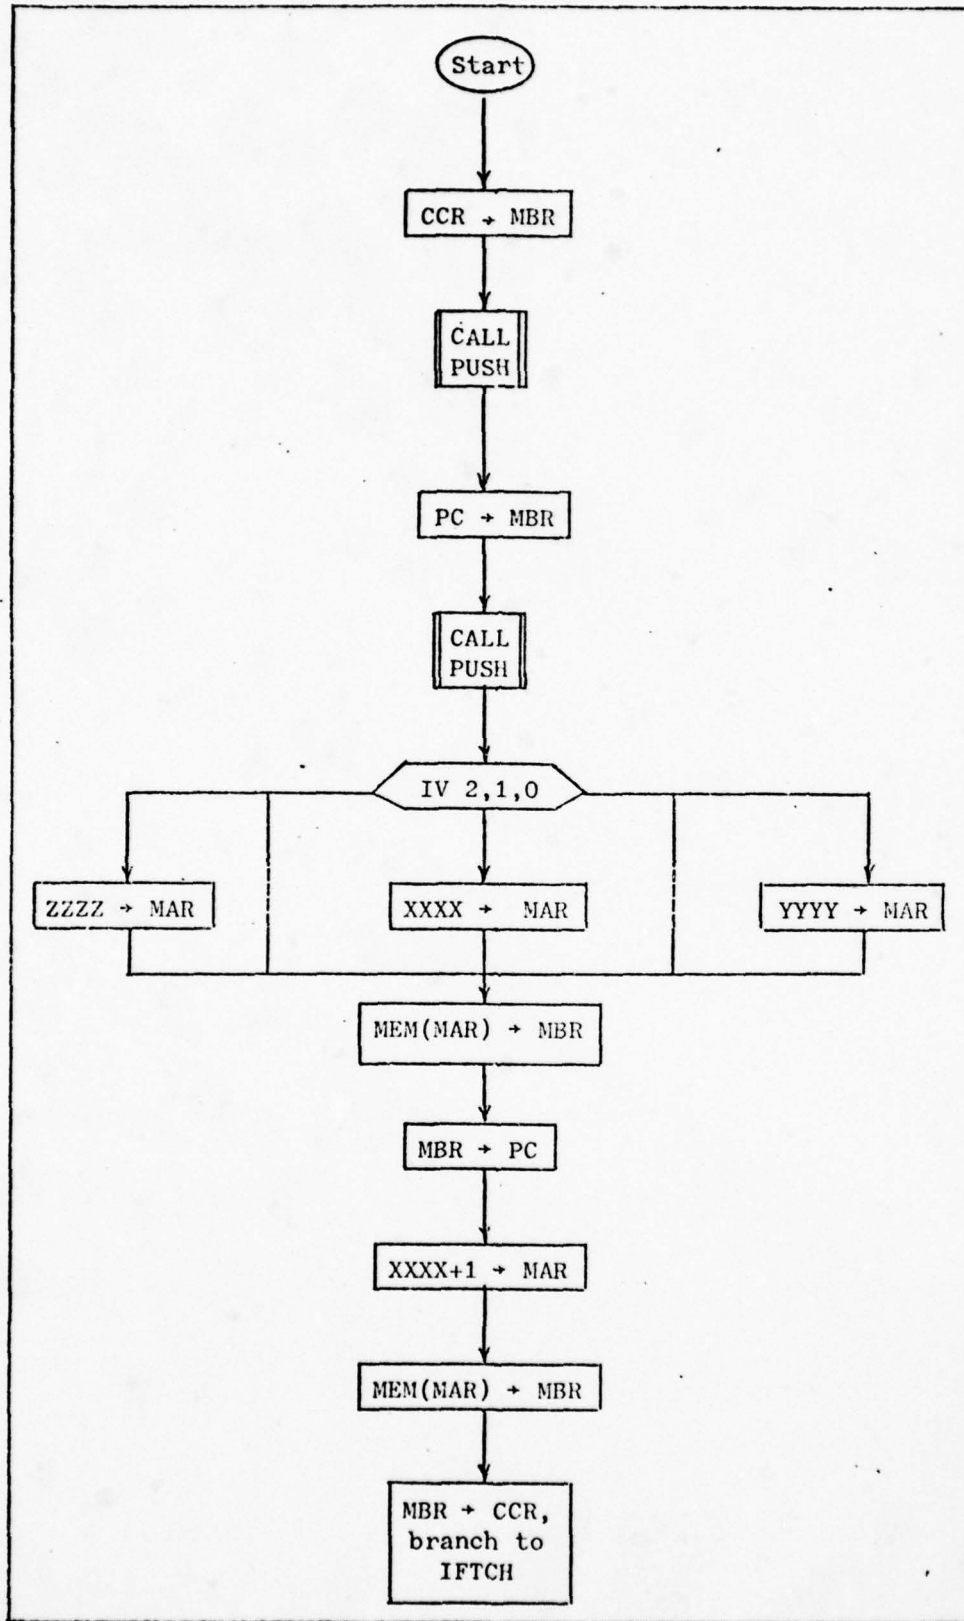 Start
CCR → MBR
CALL
PUSH
PC → MBR
CALL
PUSH
IV 2,1,0
ZZZZ → MAR
XXXX → MAR
YYYY → MAR
MEM(MAR) → MBR
MBR → PC
XXXX+1 → MAR
MEM(MAR) → MBR
MBR → CCR,
branch to
IFTCH